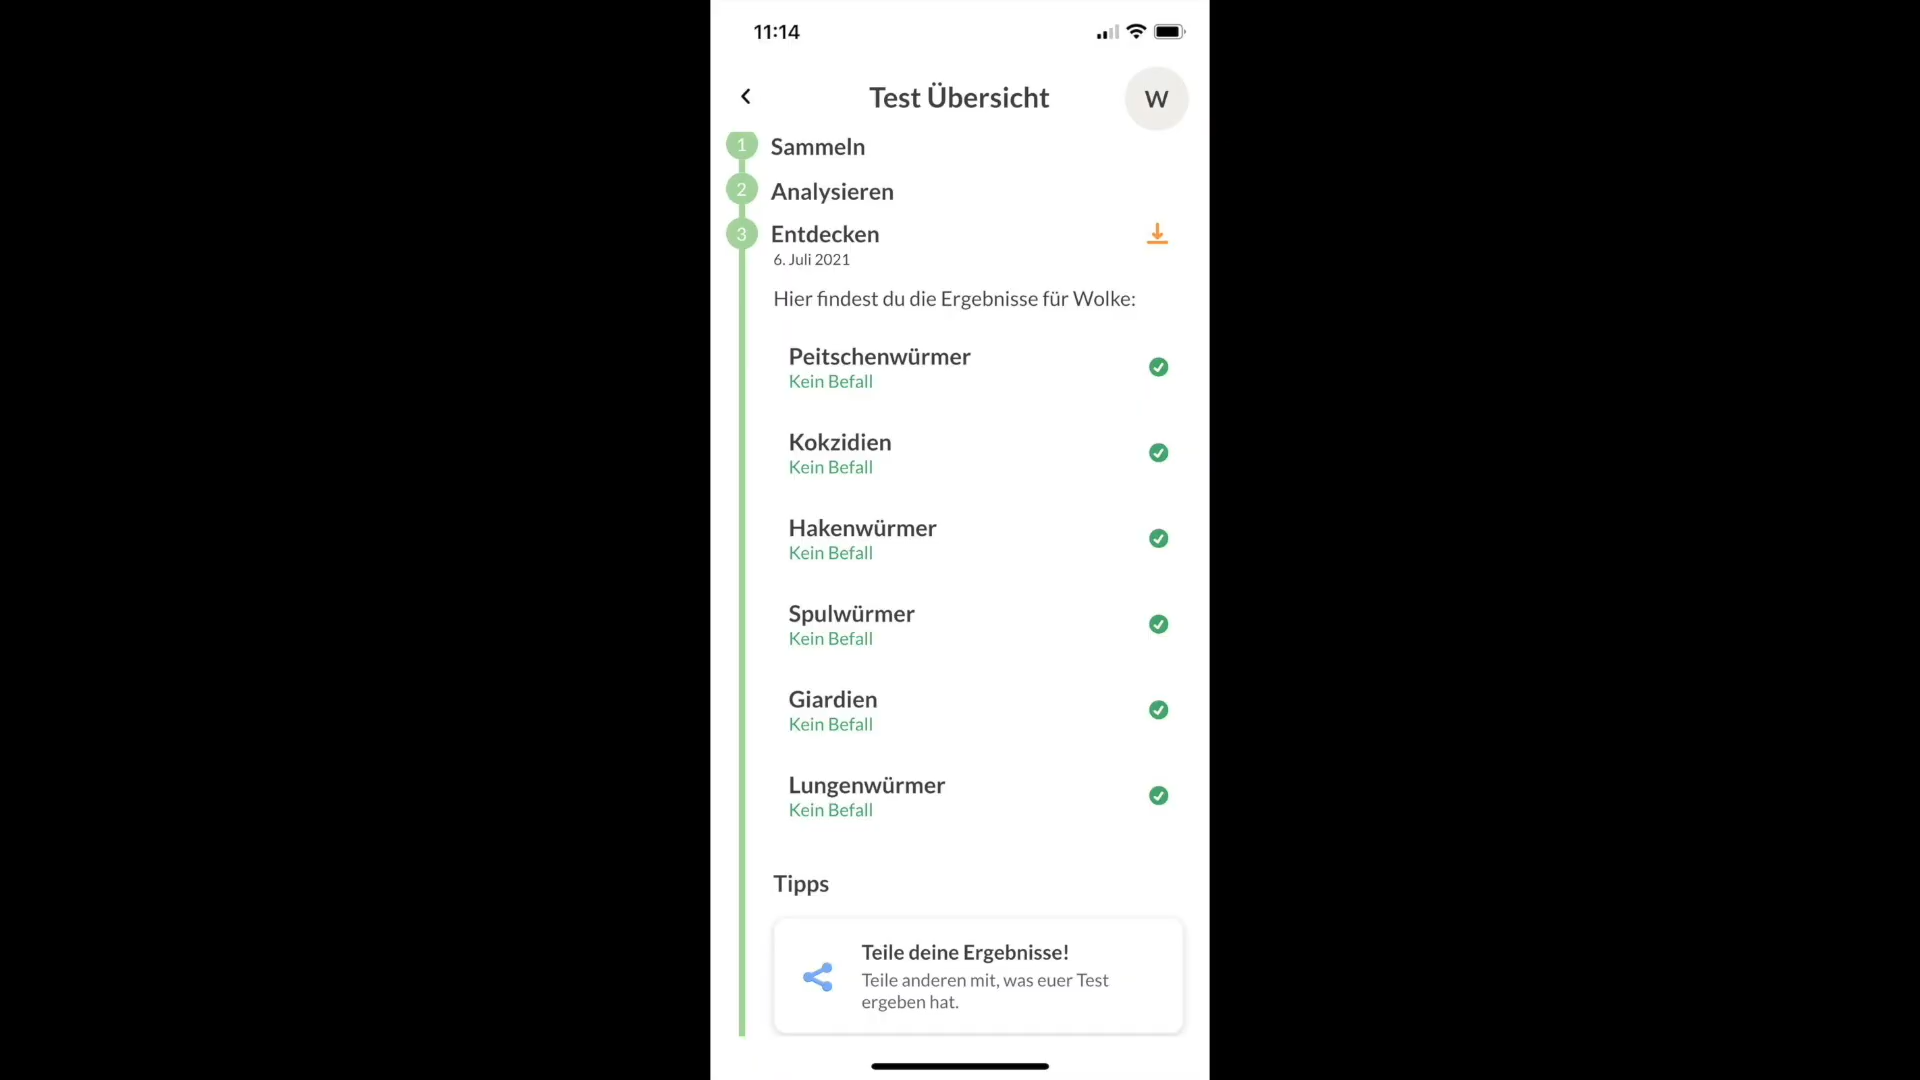 11:14
Test Übersicht
W
1 Sammeln
2 Analysieren
3 Entdecken
6. Juli 2021
Hier findest du die Ergebnisse für Wolke:
Peitschenwürmer
Kein Befall
Kokzidien
Kein Befall
Hakenwürmer
Kein Befall
Spulwürmer
Kein Befall
Giardien
Kein Befall
Lungenwürmer
Kein Befall
Tipps
Teile deine Ergebnisse!
Teile anderen mit, was euer Test
ergeben hat.